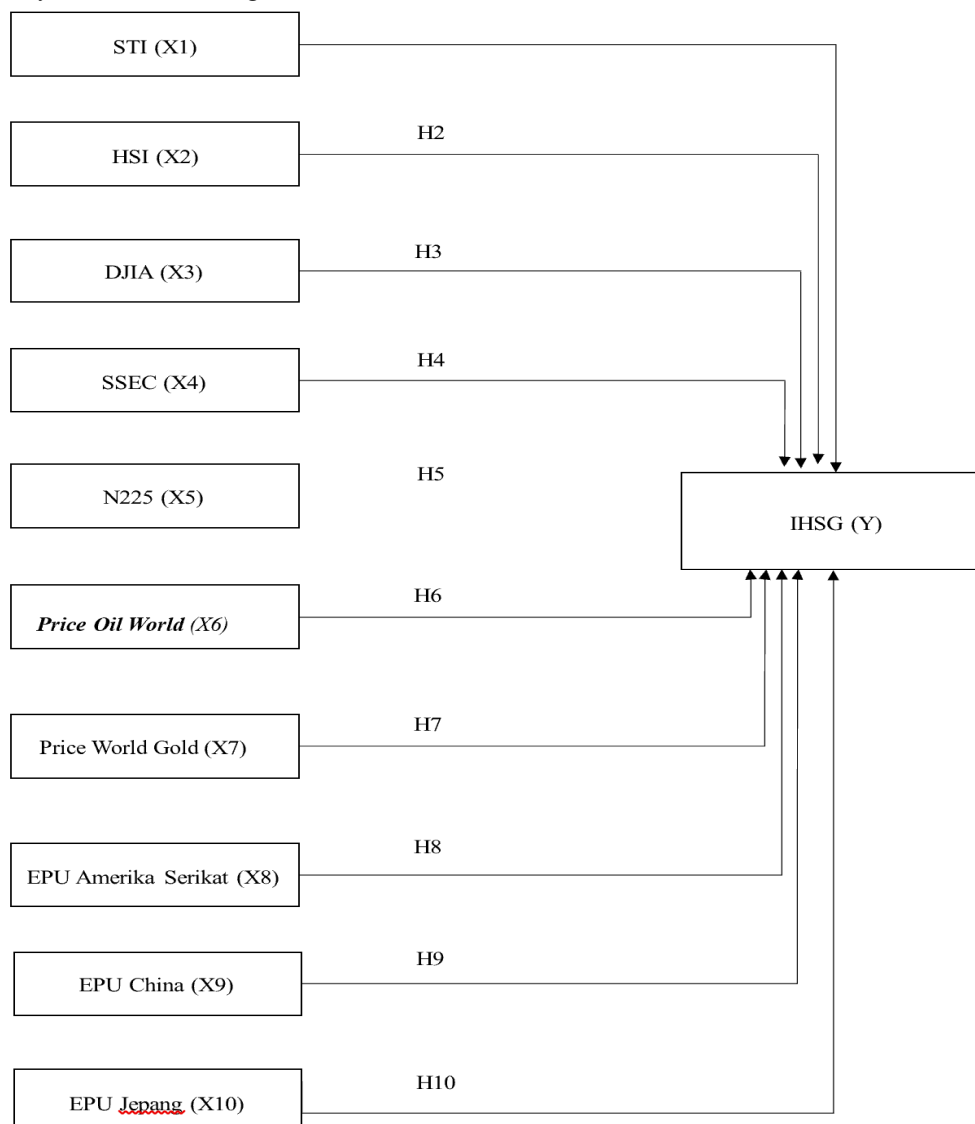 STI (X1)
H2
HSI (X2)
H3
DJIA (X3)
H4
SSEC (X4)
H5
N225 (X5)
IHSG (Y)
H6
Price Oil World (X6)
H7
Price World Gold (X7)
H8
EPU Amerika Serikat (X8)
H9
EPU China (X9)
H10
EPU Jepang (X10)